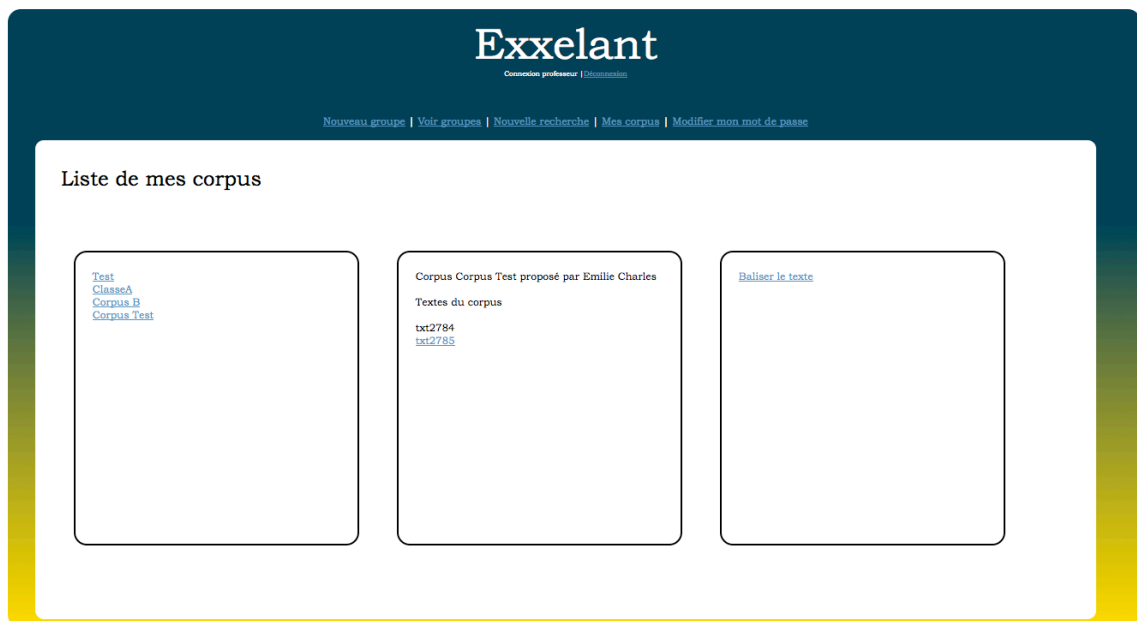 Exxelant
Connexion professeur | Déconnexion
Nouveau groupe | Voir groupes | Nouvelle recherche | Mes corpus | Modifier mon mot de passe
Liste de mes corpus
Test
ClasseA
Corpus B
Corpus Test
Corpus Corpus Test proposé par Emilie Charles
Textes du corpus
txt2784
txt2785
Baliser le texte